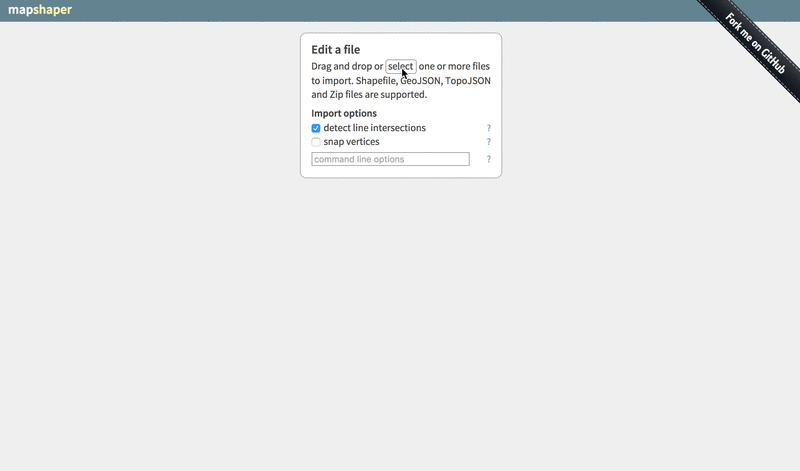 mapshaper
Fork me on GitHub
Edit a file
Drag and drop or select one or more files
to import. Shapefile, GeoJSON, TopoJSON
and Zip files are supported.
Import options
detect line intersections ?
snap vertices ?
command line options ?